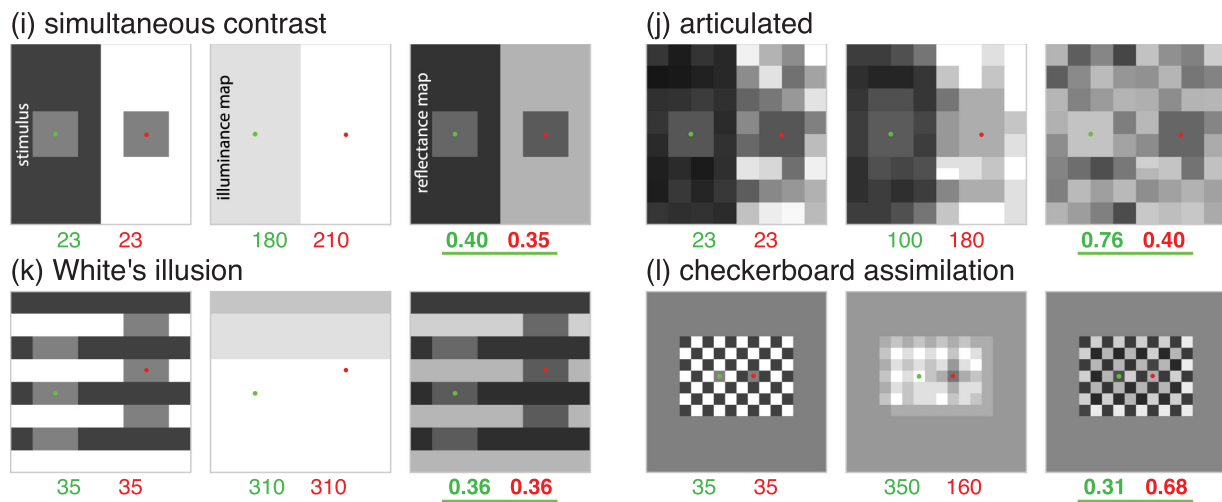 (i) simultaneous contrast
(j) articulated
stimulus
illuminance map
reflectance map
23 23 180 210 0.40 0.35
23 23 100 180 0.76 0.40
(k) White's illusion
(l) checkerboard assimilation
35 35 310 310 0.36 0.36
35 35 350 160 0.31 0.68